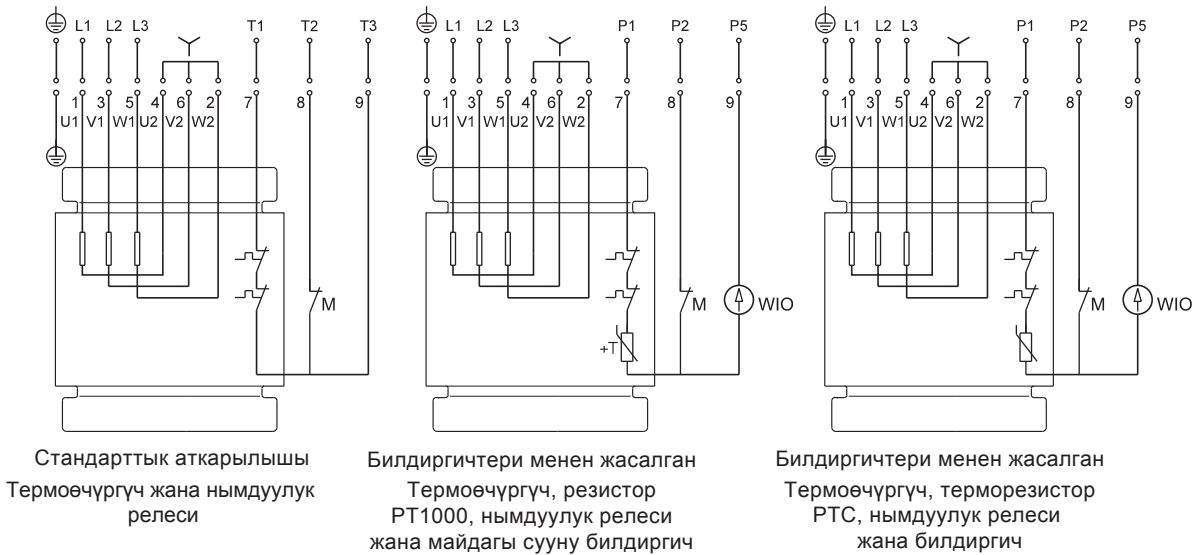 L1 L2 L3 T1 T2 T3
1 3 5 4 6 2 7 8 9
U1 V1 W1 U2 V2 W2
M
Стандарттык аткарылышы
Термоөчүргүч жана нымдуулук
релеси
L1 L2 L3 P1 P2 P5
1 3 5 4 6 2 7 8 9
U1 V1 W1 U2 V2 W2
M WIO
+T
Билдиргичтери менен жасалган
Термоөчүргүч, резистор
PT1000, нымдуулук релеси
жана майдагы сууну билдиргич
L1 L2 L3 P1 P2 P5
1 3 5 4 6 2 7 8 9
U1 V1 W1 U2 V2 W2
M WIO
Билдиргичтери менен жасалган
Термоөчүргүч, терморезистор
PTC, нымдуулук релеси
жана билдиргич